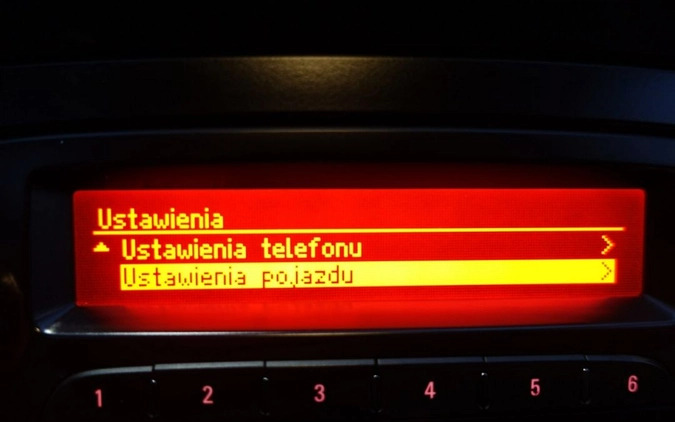 Ustawienia
Ustawienia telefonu
Ustawienia pojazdu
1 2 3 4 5 6